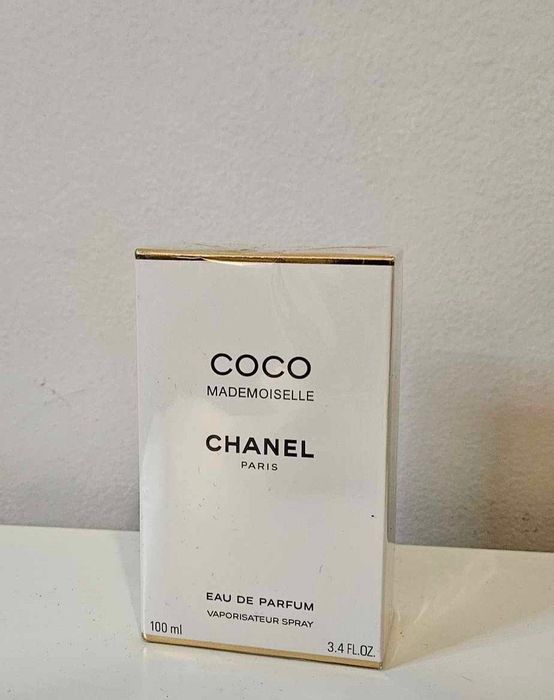 COCO
MADEMOISELLE
CHANEL
PARIS
EAU DE PARFUM
VAPORISATEUR SPRAY
100 ml
3.4 FL.OZ.